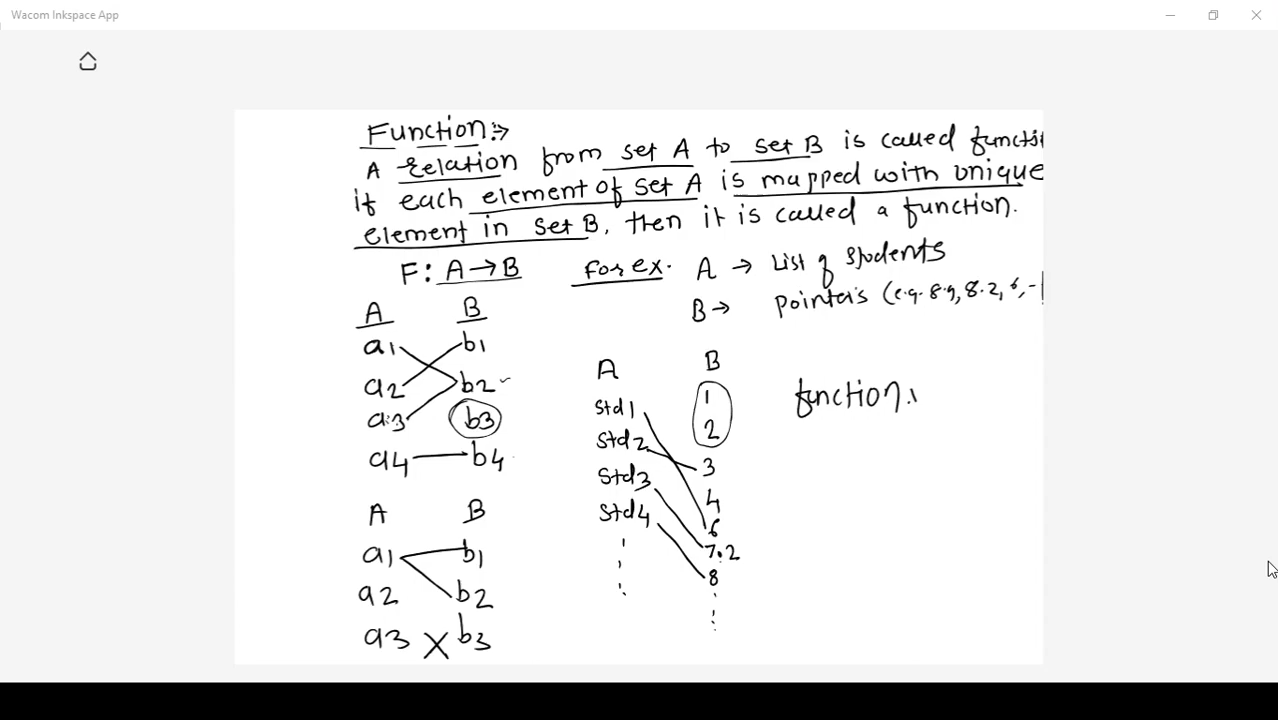 Wacom Inkspace App
Function:->
A relation from set A to set B is called functi
if each element of set A is mapped with unique
element in set B, then it is called a function.
F: A → B for ex. A → List of students
B → pointers (e.g. 8.9, 8.2, 6, -
A B
a1 b1
a2 b2
a3 b3
a4 b4
A B
a1 b1
a2 b2
a3 X b3
A B
std1 1
std2 2
std3 3
std4 4
6
7.2
8
function.